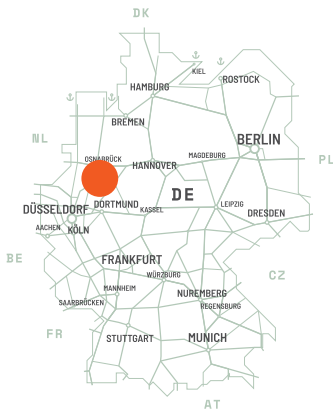 DK
KIEL
ROSTOCK
HAMBURG
BREMEN
NL
BERLIN
OSNABRÜCK
HANNOVER
MAGDEBURG
PL
DE
DÜSSELDORF
DORTMUND
KASSEL
LEIPZIG
DRESDEN
AACHEN
KÖLN
BE
FRANKFURT
WÜRZBURG
CZ
MANNHEIM
NUREMBERG
SAARBRÜCKEN
REGENSBURG
FR
STUTTGART
MUNICH
AT